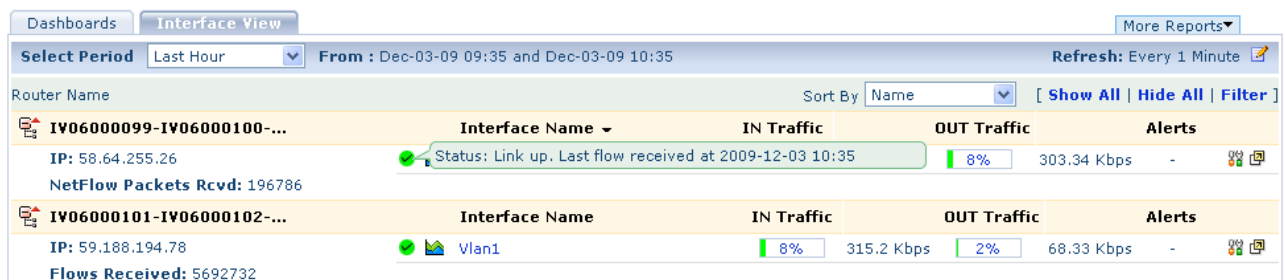 Dashboards Interface View More Reports▼
Select Period Last Hour From : Dec-03-09 09:35 and Dec-03-09 10:35 Refresh: Every 1 Minute
Router Name Sort By Name [ Show All | Hide All | Filter ]
IV06000099-IV06000100-... Interface Name IN Traffic OUT Traffic Alerts
IP: 58.64.255.26 Status: Link up. Last flow received at 2009-12-03 10:35 8% 303.34 Kbps -
NetFlow Packets Rcvd: 196786
IV06000101-IV06000102-... Interface Name IN Traffic OUT Traffic Alerts
IP: 59.188.194.78 Vlan1 8% 315.2 Kbps 2% 68.33 Kbps -
Flows Received: 5692732